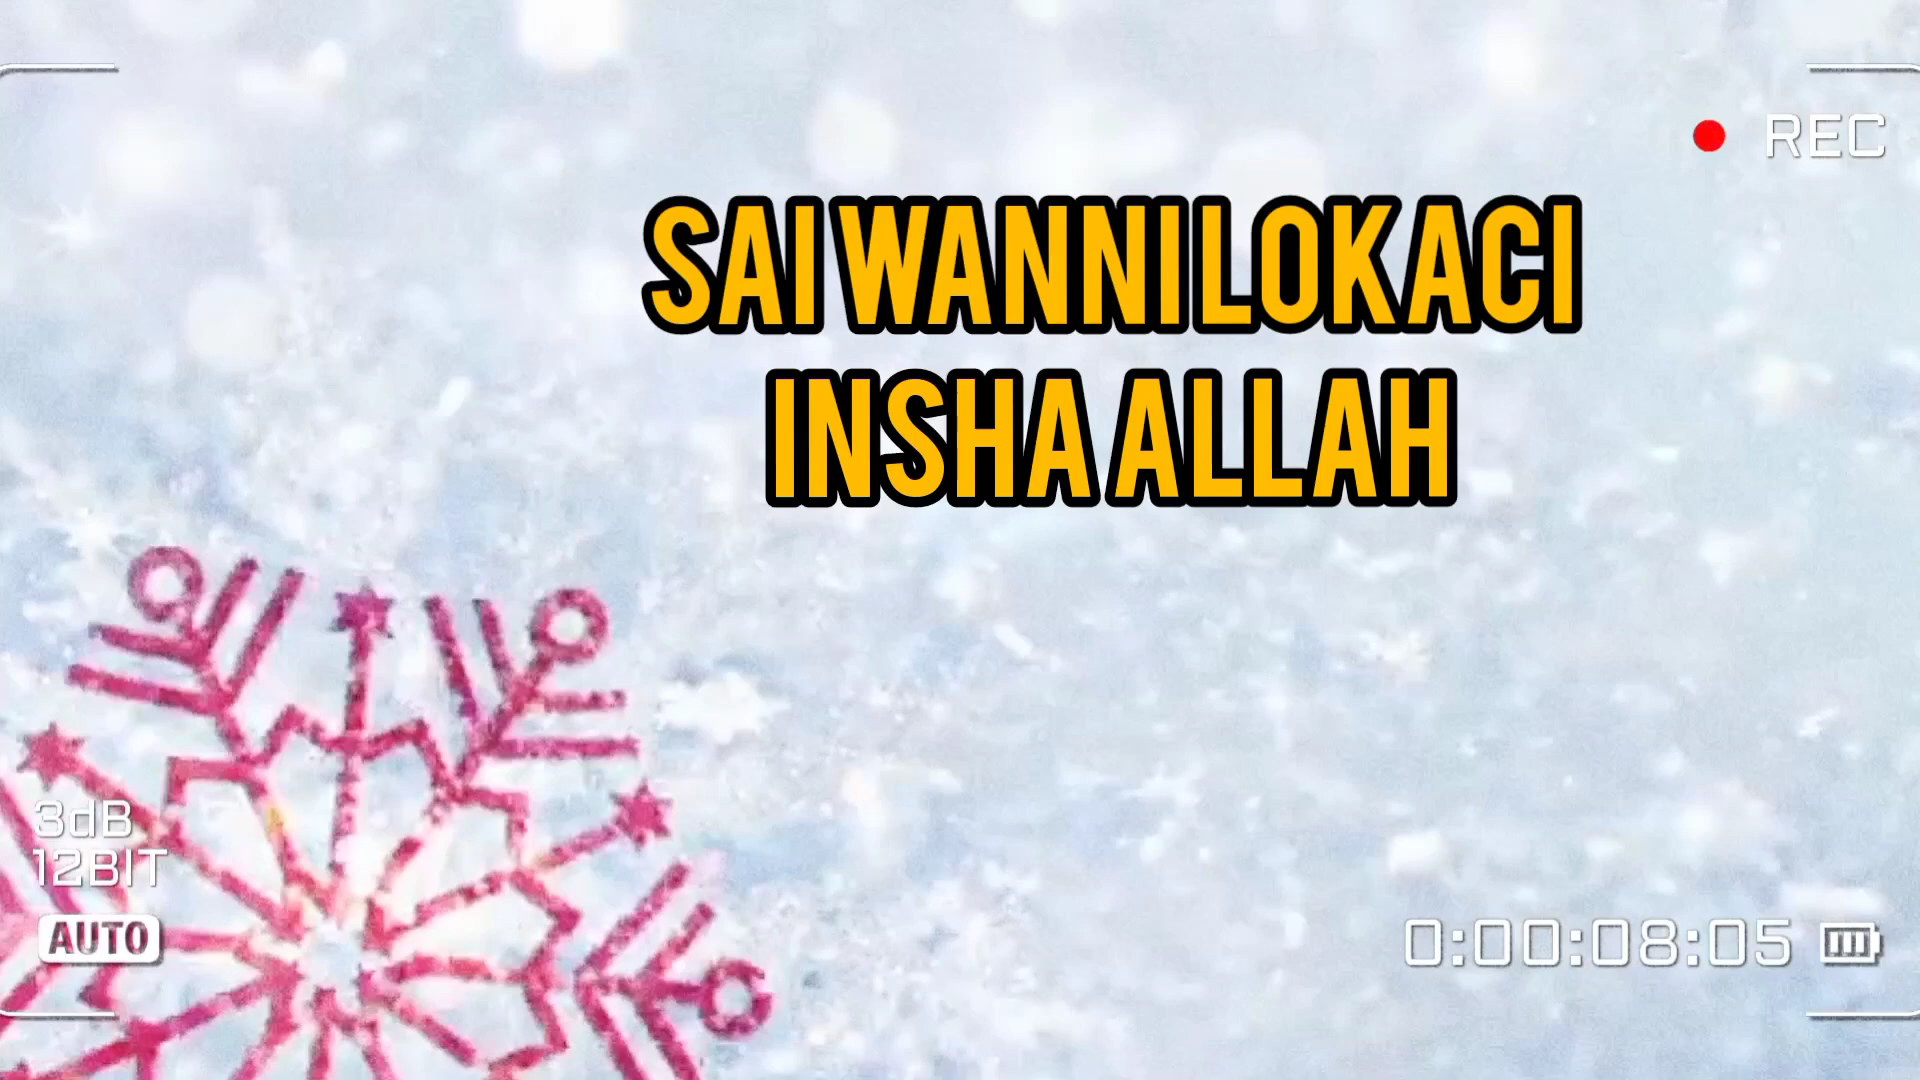 REC
SAI WANNI LOKACI
INSHA ALLAH
3dB
12BIT
AUTO
0:00:08:05